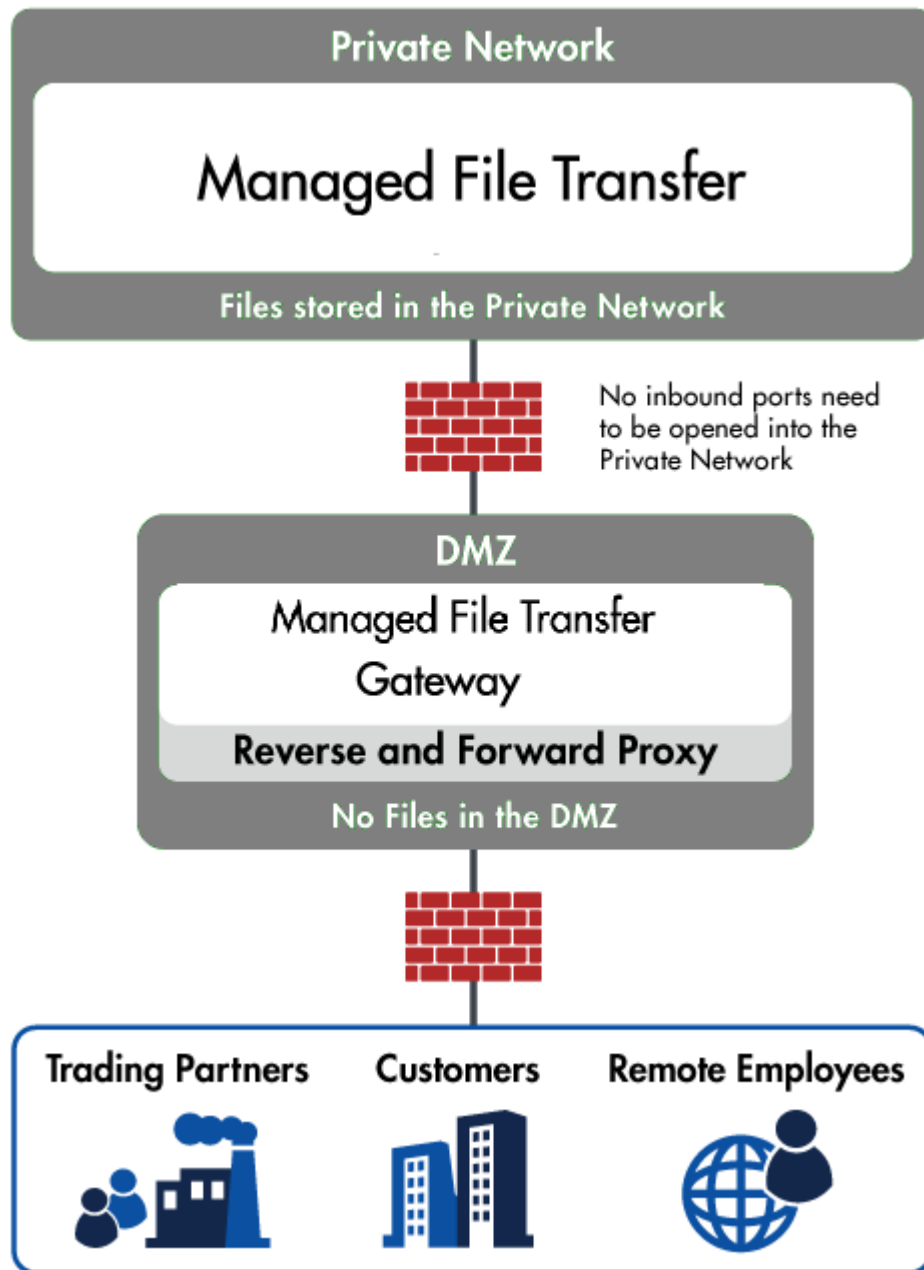 Private Network
Managed File Transfer
Files stored in the Private Network
No inbound ports need
to be opened into the
Private Network
DMZ
Managed File Transfer
Gateway
Reverse and Forward Proxy
No Files in the DMZ
Trading Partners
Customers
Remote Employees